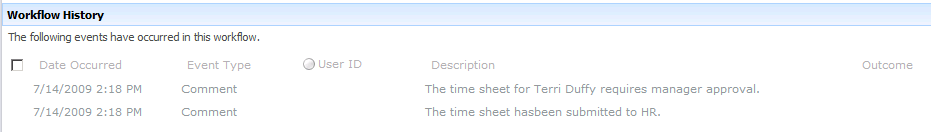 Workflow History
The following events have occurred in this workflow.
Date Occurred Event Type User ID Description Outcome
7/14/2009 2:18 PM Comment The time sheet for Terri Duffy requires manager approval.
7/14/2009 2:18 PM Comment The time sheet hasbeen submitted to HR.